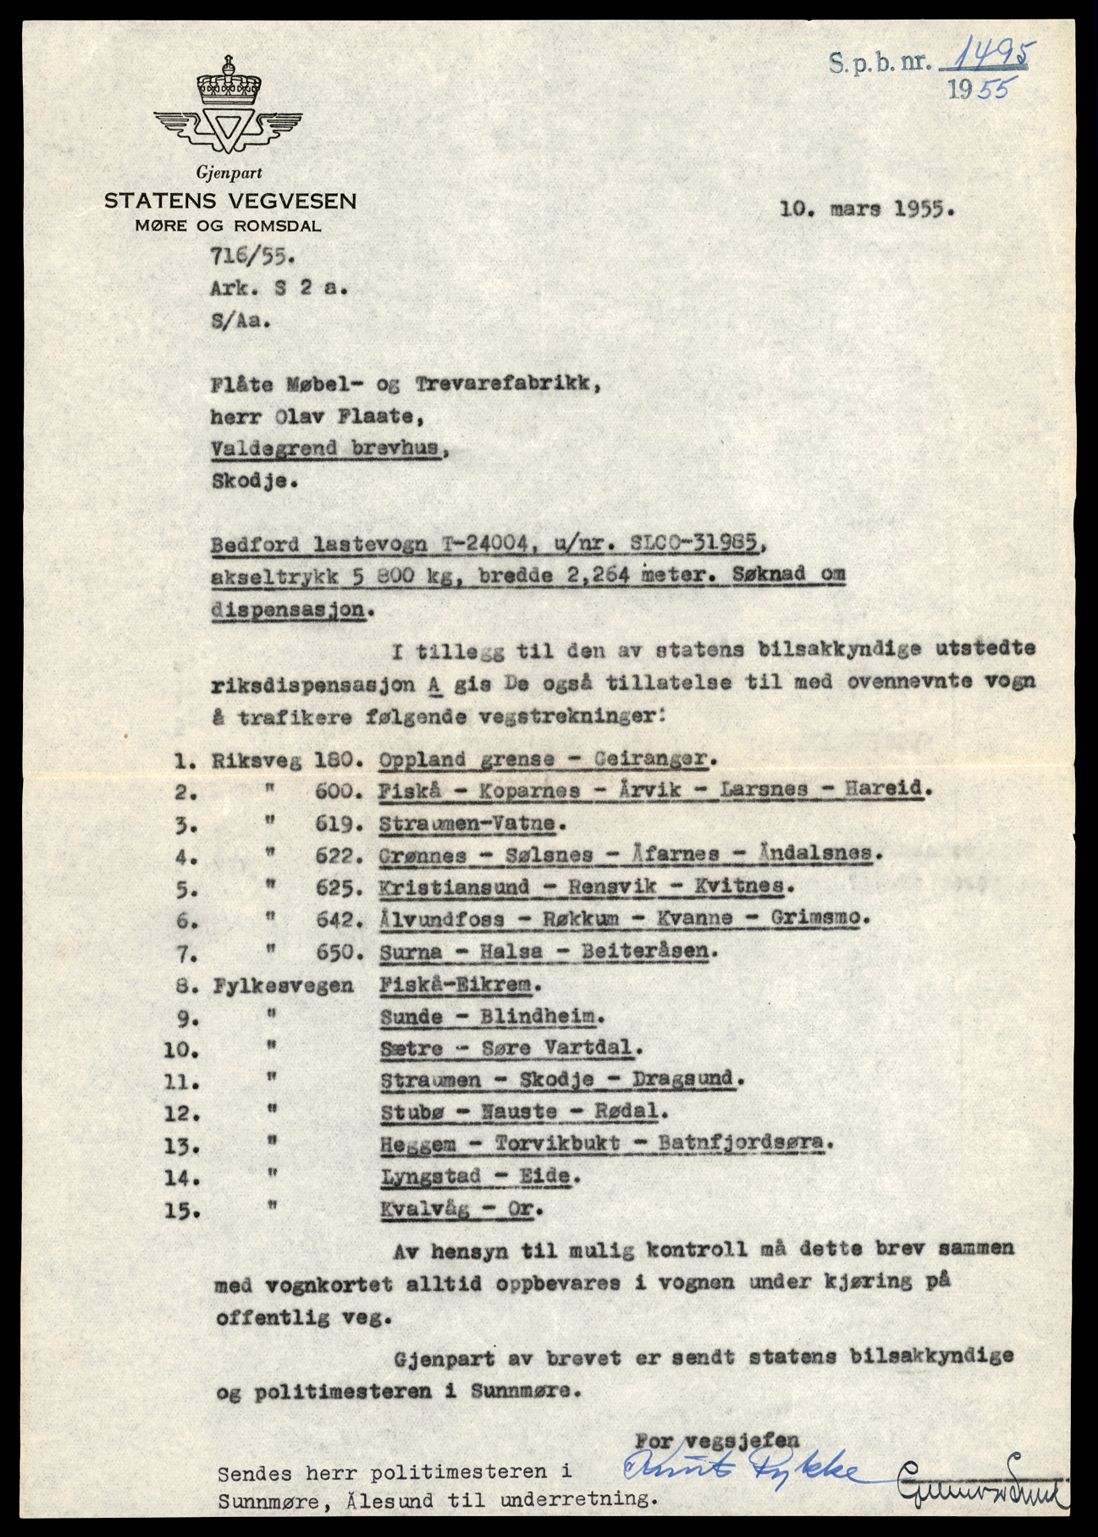 S.p.b. nr. 1495
1955
Gjenpart
STATENS VEGVESEN
MØRE OG ROMSDAL
10. mars 1955.
716/55.
Ark. S 2 a.
S/Aa.
Flåte Møbel- og Trevarefabrikk,
herr Olav Flaate,
Valdegrend brevhus,
Skodje.
Bedford lastevogn T-24004, u/nr. SLCO-31985,
akseltrykk 5 800 kg, bredde 2,264 meter. Søknad om
dispensasjon.
I tillegg til den av statens bilsakkyndige utstedte
riksdispensasjon A gis De også tillatelse til med ovennevnte vogn
å trafikere følgende vegstrekninger:
1. Riksveg 180. Oppland grense - Geiranger.
2. " 600. Fiskå - Koparnes - Årvik - Larsnes - Hareid.
3. " 619. Straumen-Vatne.
4. " 622. Grønnes - Sølsnes - Åfarnes - Åndalsnes.
5. " 625. Kristiansund - Rensvik - Kvitnes.
6. " 642. Ålvundfoss - Røkkum - Kvanne - Grimsmo.
7. " 650. Surna - Halsa - Beiteråsen.
8. Fylkesvegen Fiskå-Eikrem.
9. " Sunde - Blindheim.
10. " Sætre - Søre Vartdal.
11. " Straumen - Skodje - Dragsund.
12. " Stubø - Nauste - Rødal.
13. " Heggem - Torvikbukt - Batnfjordsøra.
14. " Lyngstad - Eide.
15. " Kvalvåg - Or.
Av hensyn til mulig kontroll må dette brev sammen
med vognkortet alltid oppbevares i vognen under kjøring på
offentlig veg.
Gjenpart av brevet er sendt statens bilsakkyndige
og politimesteren i Sunnmøre.
For vegsjefen
Knut Rykke
Sendes herr politimesteren i
Sunnmøre, Ålesund til underretning.